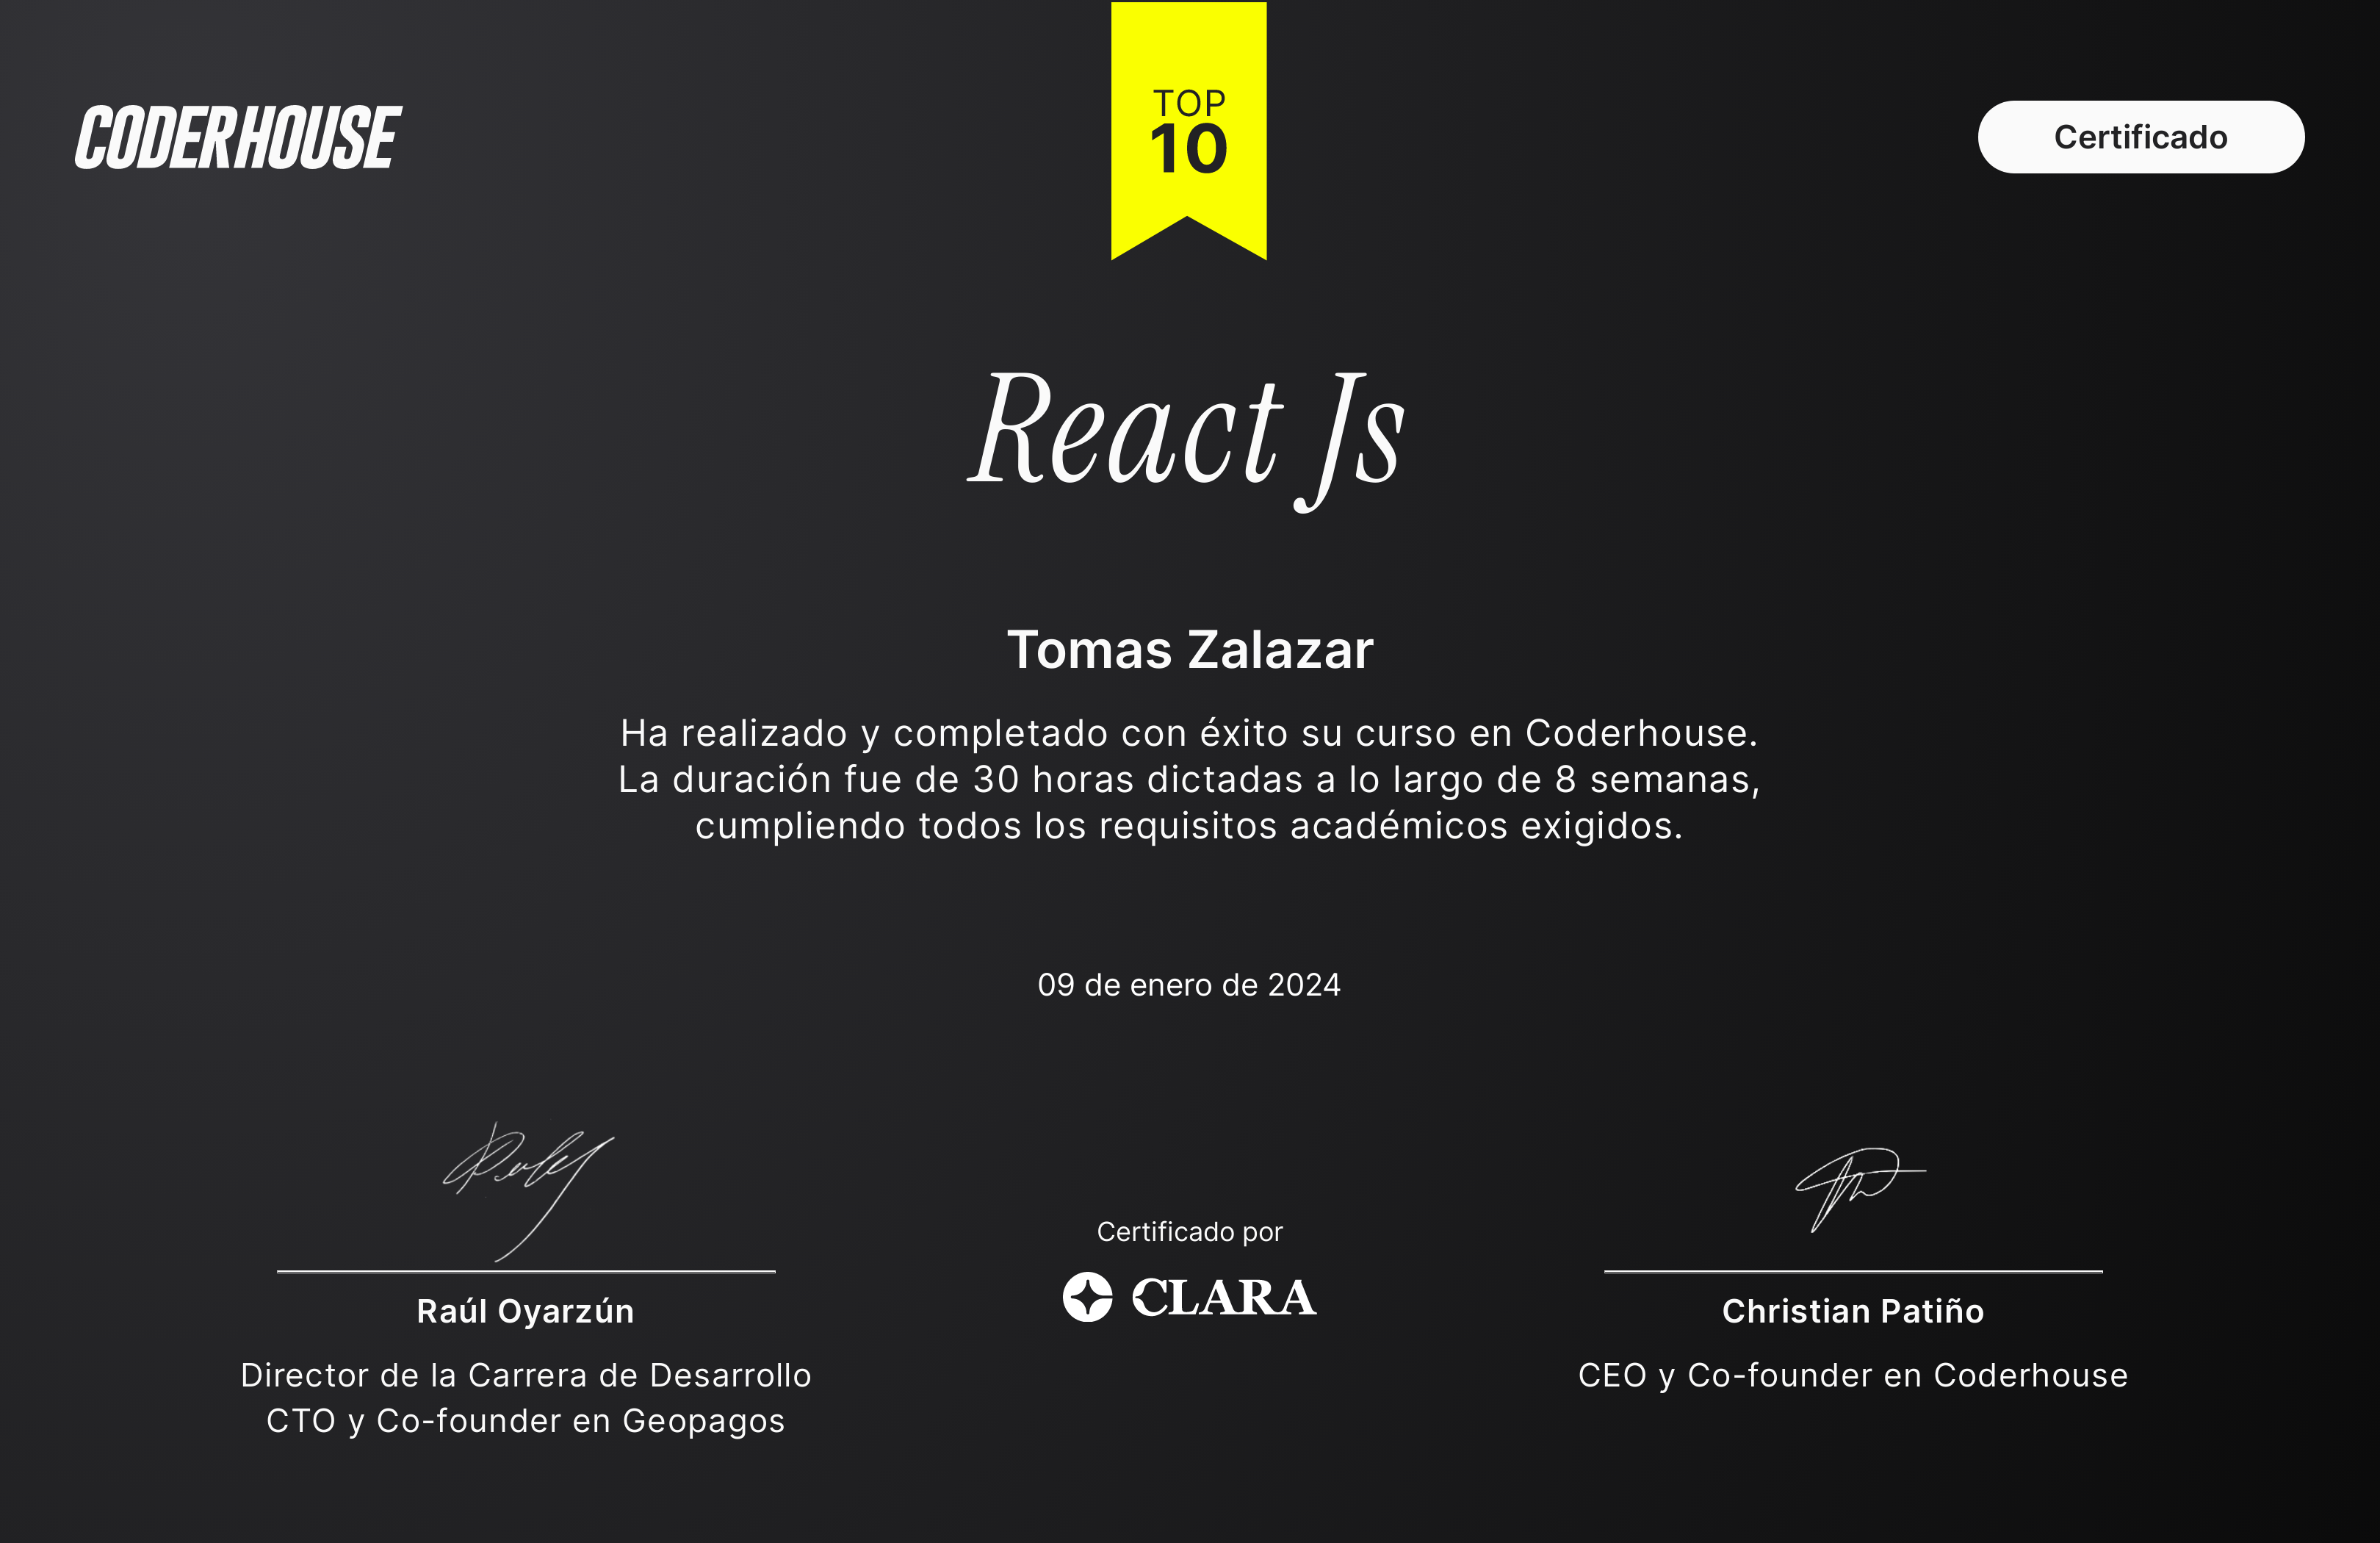 CODERHOUSE
TOP
10
Certificado
React Js
Tomas Zalazar
Ha realizado y completado con éxito su curso en Coderhouse.
La duración fue de 30 horas dictadas a lo largo de 8 semanas,
cumpliendo todos los requisitos académicos exigidos.
09 de enero de 2024
Raúl Oyarzún
Director de la Carrera de Desarrollo
CTO y Co-founder en Geopagos
Certificado por
CLARA
Christian Patiño
CEO y Co-founder en Coderhouse